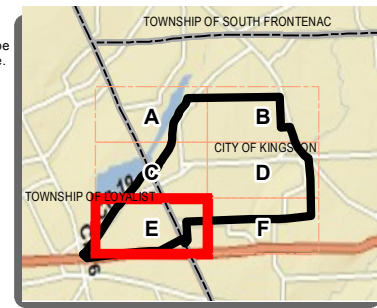 TOWNSHIP OF SOUTH FRONTENAC
A
B
CITY OF KINGSTON
C
D
TOWNSHIP OF LOYALIST
E
F